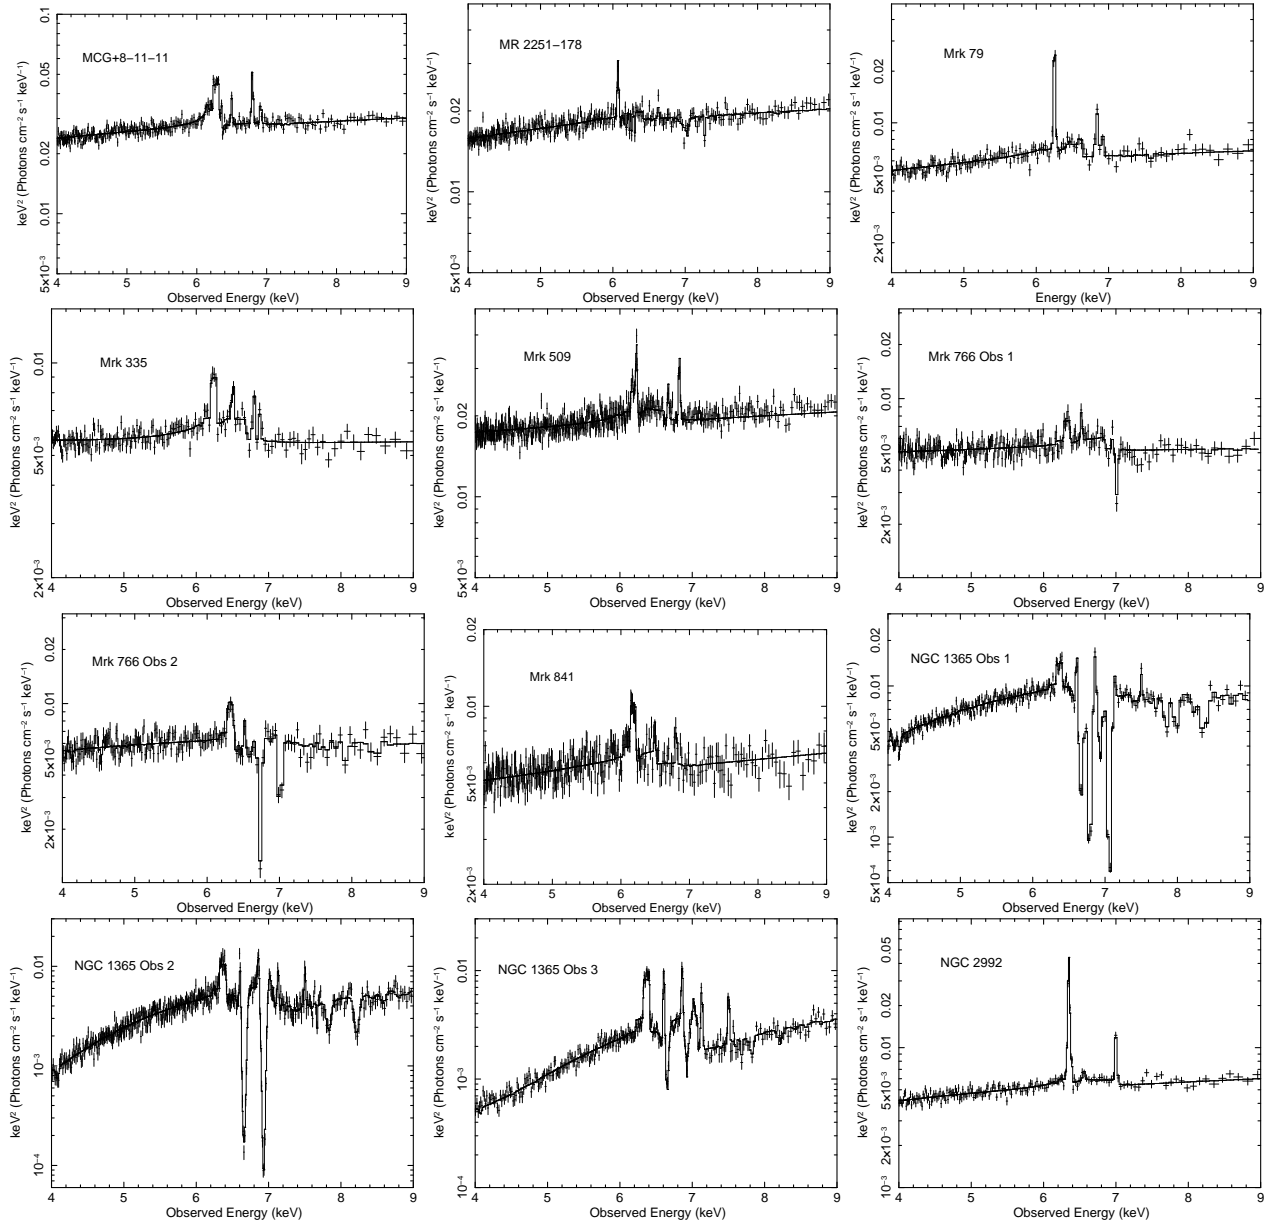 MCG+8−11−11
keV² (Photons cm⁻² s⁻¹ keV⁻¹)
0.1
0.05
0.02
0.01
5×10⁻³
4 5 6 7 8 9
Observed Energy (keV)
MR 2251−178
keV² (Photons cm⁻² s⁻¹ keV⁻¹)
0.02
0.01
5×10⁻³
4 5 6 7 8 9
Observed Energy (keV)
Mrk 79
keV² (Photons cm⁻² s⁻¹ keV⁻¹)
0.02
0.01
5×10⁻³
2×10⁻³
4 5 6 7 8 9
Energy (keV)
Mrk 335
keV² (Photons cm⁻² s⁻¹ keV⁻¹)
0.01
5×10⁻³
2×10⁻³
4 5 6 7 8 9
Observed Energy (keV)
Mrk 509
keV² (Photons cm⁻² s⁻¹ keV⁻¹)
0.02
0.01
5×10⁻³
4 5 6 7 8 9
Observed Energy (keV)
Mrk 766 Obs 1
keV² (Photons cm⁻² s⁻¹ keV⁻¹)
0.02
0.01
5×10⁻³
2×10⁻³
4 5 6 7 8 9
Observed Energy (keV)
Mrk 766 Obs 2
keV² (Photons cm⁻² s⁻¹ keV⁻¹)
0.02
0.01
5×10⁻³
2×10⁻³
4 5 6 7 8 9
Observed Energy (keV)
Mrk 841
keV² (Photons cm⁻² s⁻¹ keV⁻¹)
0.02
0.01
5×10⁻³
2×10⁻³
4 5 6 7 8 9
Observed Energy (keV)
NGC 1365 Obs 1
keV² (Photons cm⁻² s⁻¹ keV⁻¹)
0.02
0.01
5×10⁻³
2×10⁻³
10⁻³
5×10⁻⁴
4 5 6 7 8 9
Observed Energy (keV)
NGC 1365 Obs 2
keV² (Photons cm⁻² s⁻¹ keV⁻¹)
0.01
10⁻³
10⁻⁴
4 5 6 7 8 9
Observed Energy (keV)
NGC 1365 Obs 3
keV² (Photons cm⁻² s⁻¹ keV⁻¹)
0.01
10⁻³
10⁻⁴
4 5 6 7 8 9
Observed Energy (keV)
NGC 2992
keV² (Photons cm⁻² s⁻¹ keV⁻¹)
0.05
0.02
0.01
5×10⁻³
2×10⁻³
10⁻³
4 5 6 7 8 9
Observed Energy (keV)